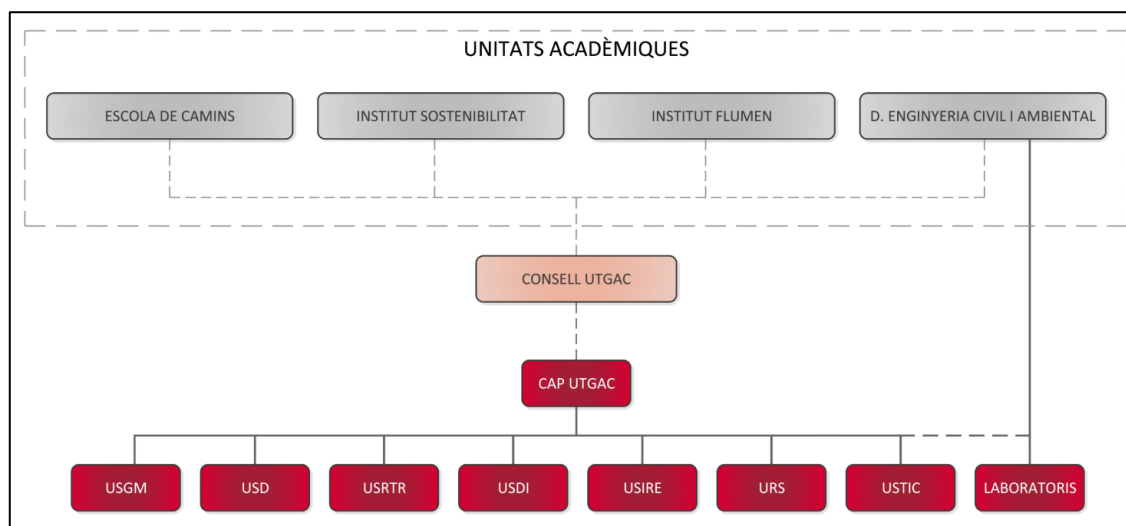 UNITATS ACADÈMIQUES
ESCOLA DE CAMINS
INSTITUT SOSTENIBILITAT
INSTITUT FLUMEN
D. ENGINYERIA CIVIL I AMBIENTAL
CONSELL UTGAC
CAP UTGAC
USGM
USD
USRTR
USDI
USIRE
URS
USTIC
LABORATORIS